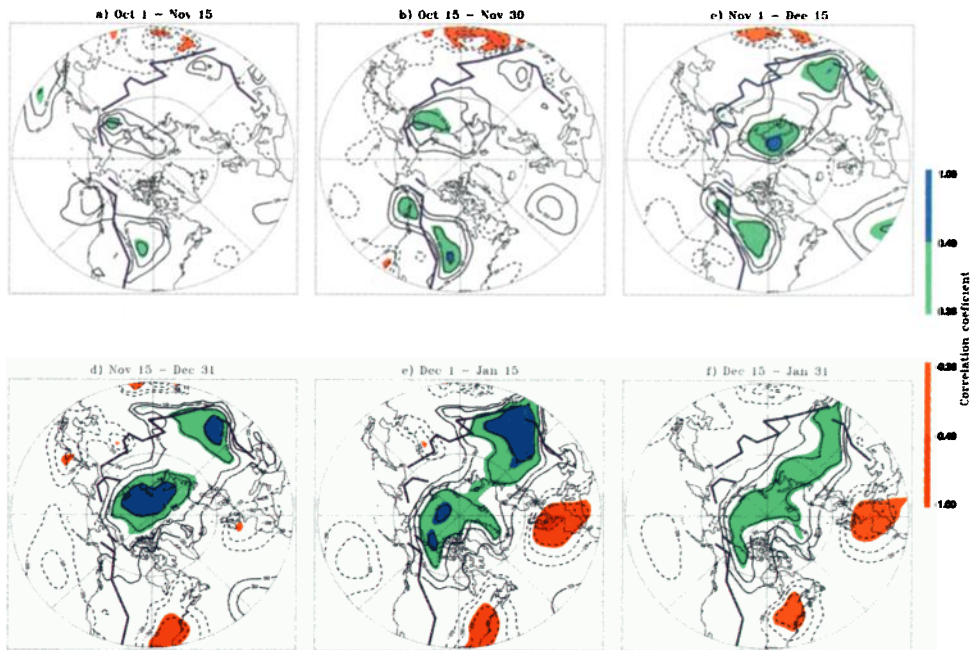 a) Oct 1 – Nov 15
b) Oct 15 – Nov 30
c) Nov 1 – Dec 15
1.00
0.40
Correlation coeficient
d) Nov 15 – Dec 31
e) Dec 1 – Jan 15
f) Dec 15 – Jan 31
-0.40
-1.00